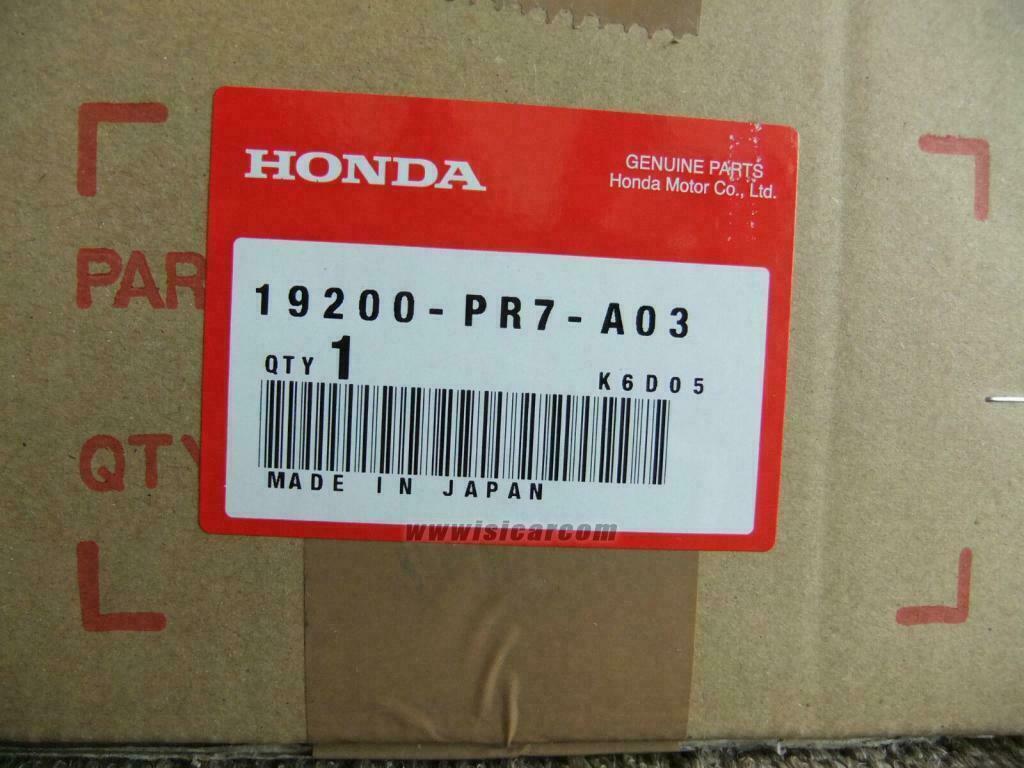 HONDA
GENUINE PARTS
Honda Motor Co., Ltd.
PAR
19200-PR7-A03
QTY 1
K6D05
QTY
MADE IN JAPAN
wwwisicarcom